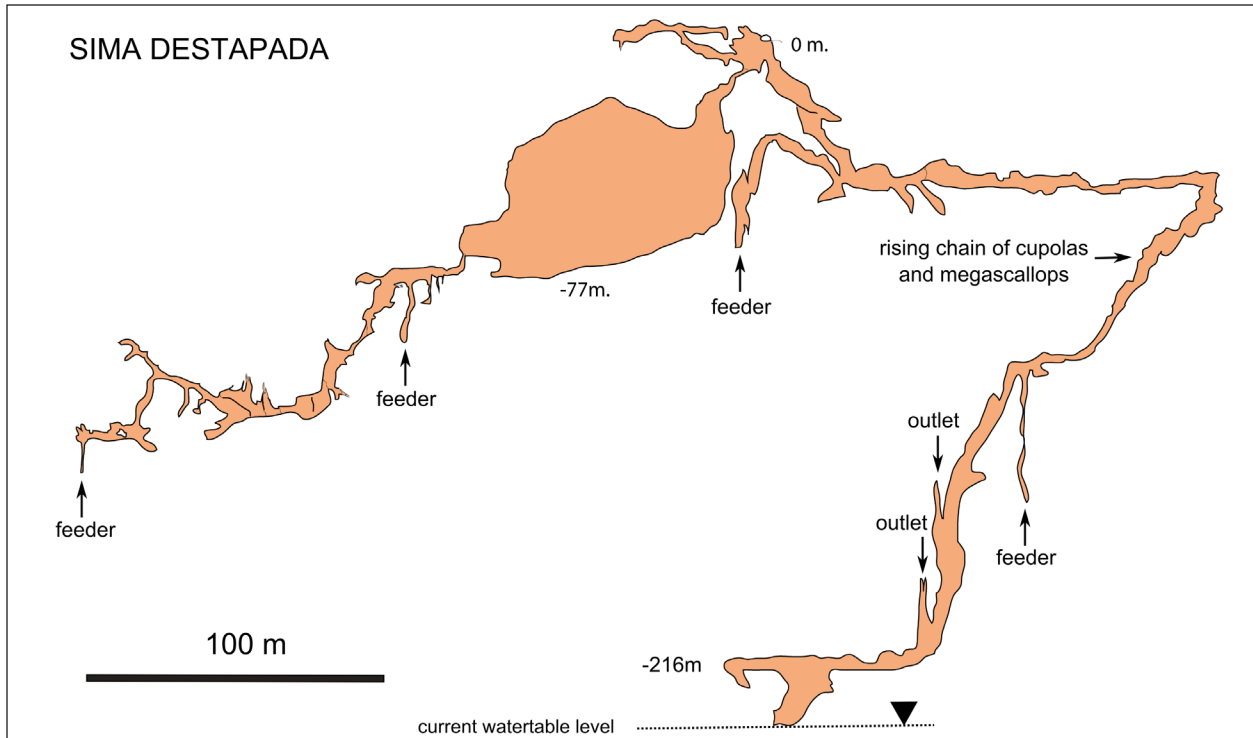 SIMA DESTAPADA
0 m.
rising chain of cupolas
and megascallops
-77m.
feeder
feeder
outlet
feeder
outlet
feeder
100 m
-216m
current watertable level